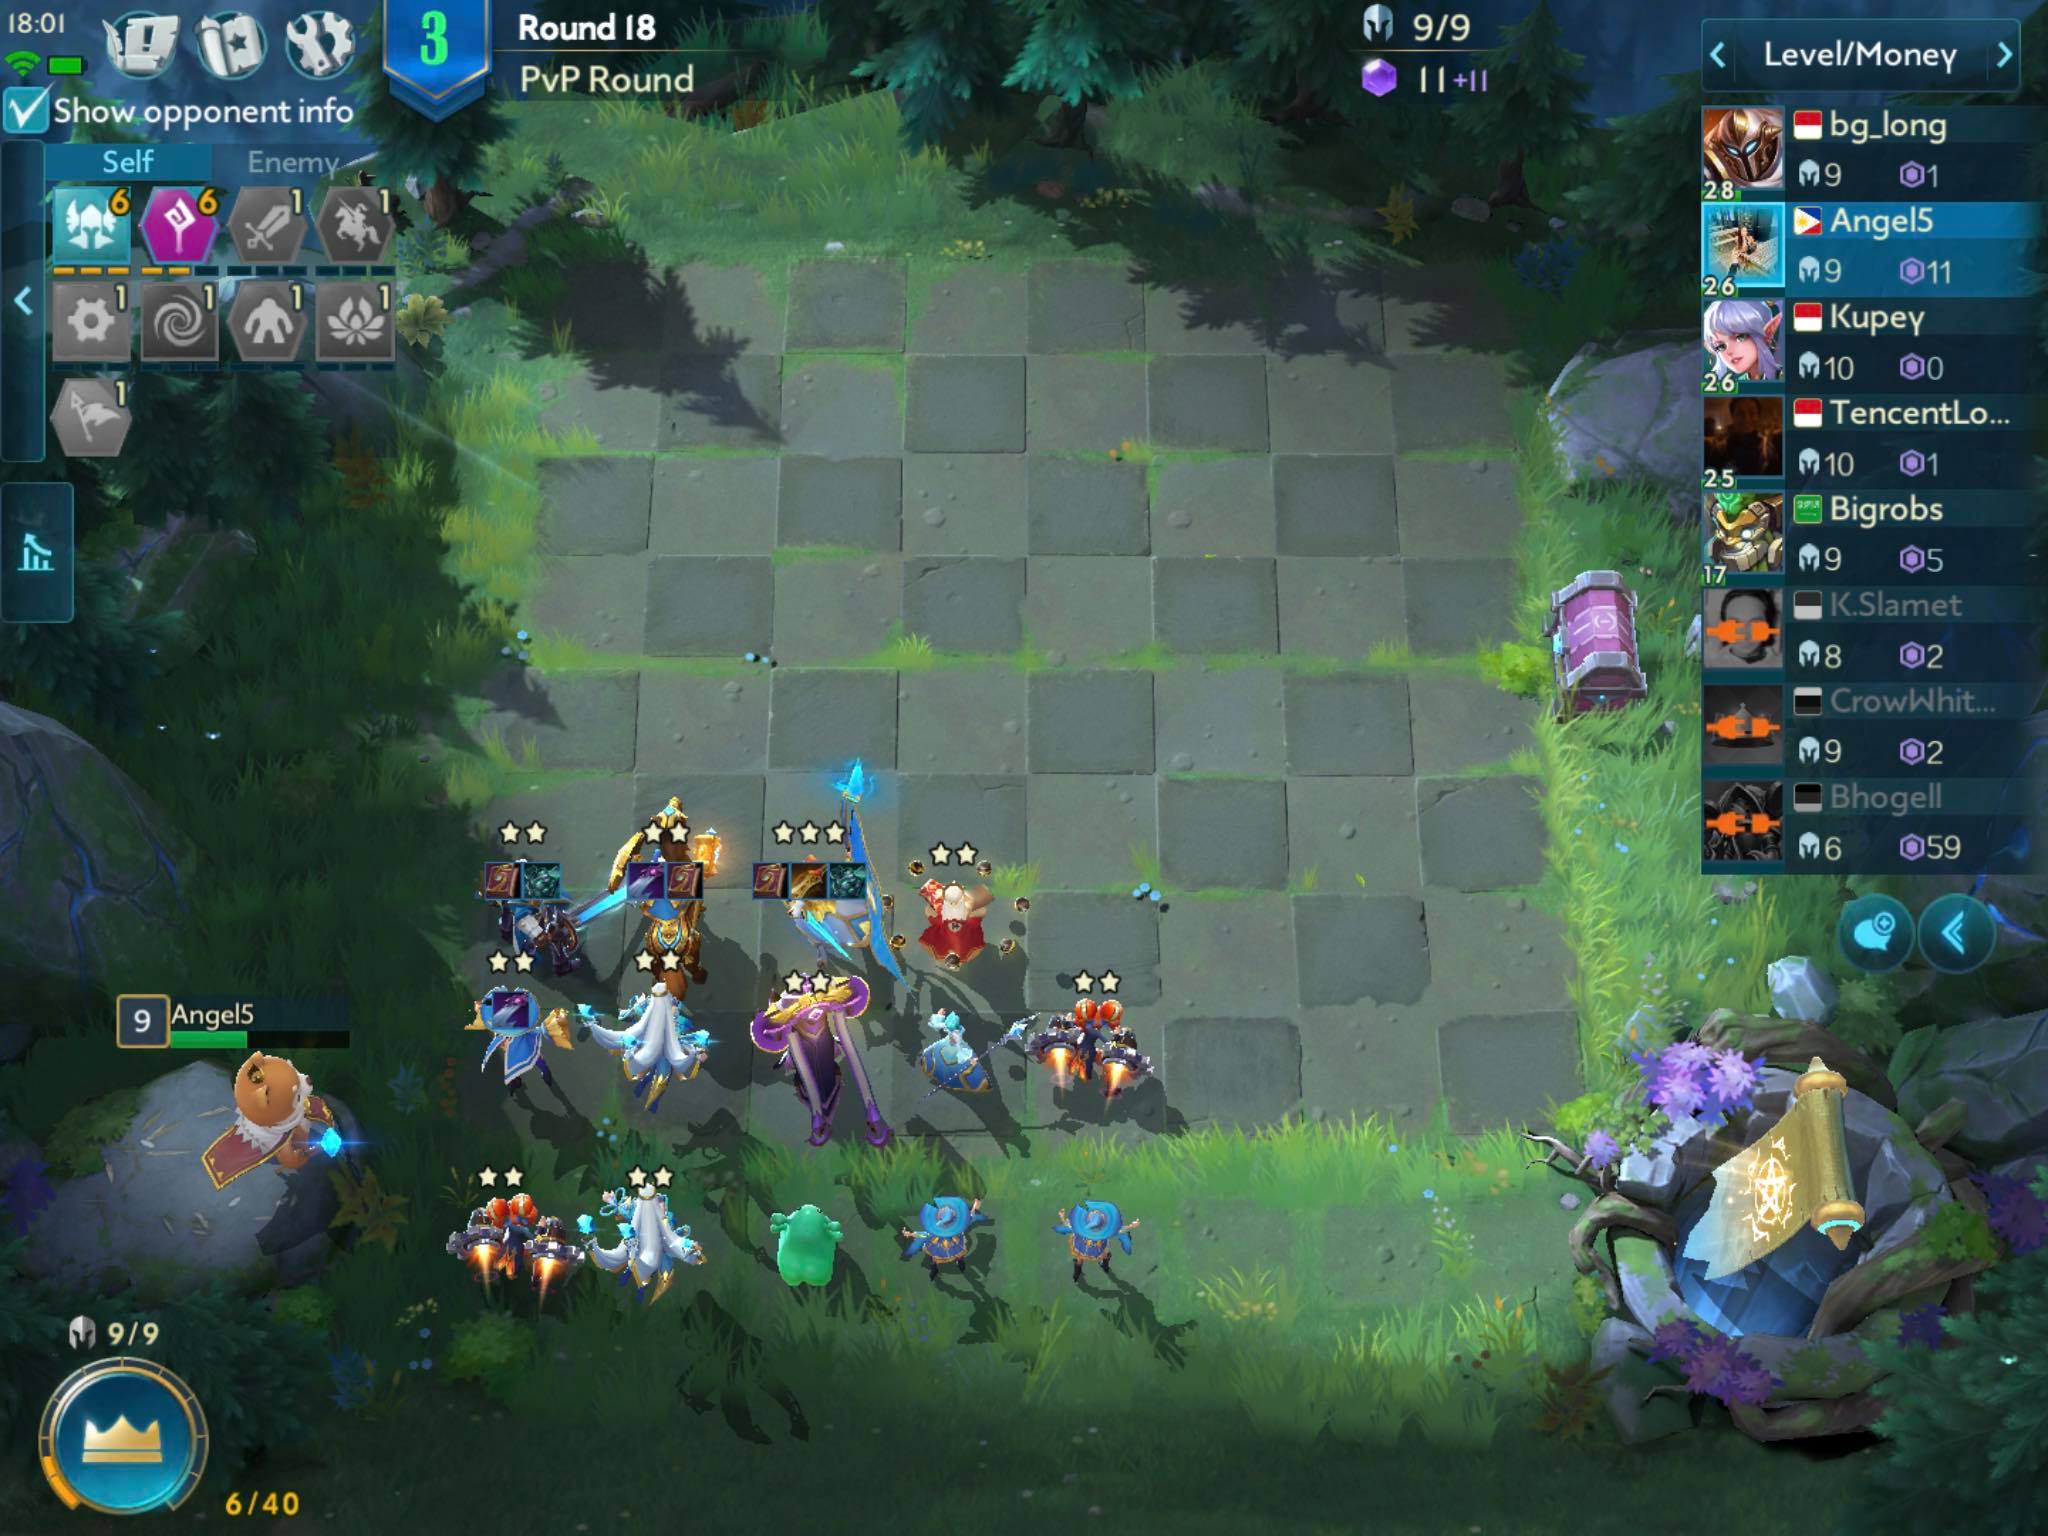 18:01
3
Round 18
PvP Round
9/9
11+11
Show opponent info
Self
Enemy
6
6
1
1
1
1
1
1
1
Level/Money
bg_long
28
9
1
Angel5
26
9
11
Kupey
26
10
0
TencentLo...
25
10
1
Bigrobs
17
9
5
K.Slamet
8
2
CrowWhit...
9
2
Bhogell
6
59
9
Angel5
9/9
6/40